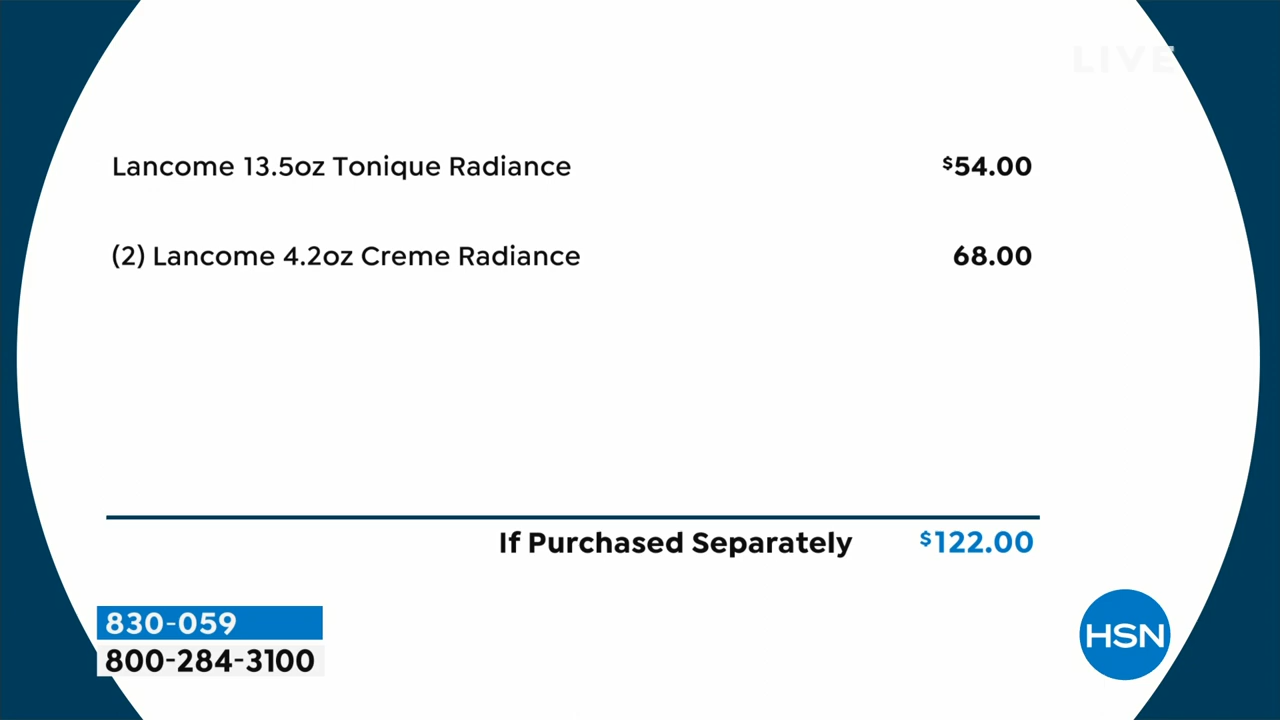 LIVE
Lancome 13.5oz Tonique Radiance $54.00
(2) Lancome 4.2oz Creme Radiance 68.00
If Purchased Separately $122.00
830-059
800-284-3100
HSN